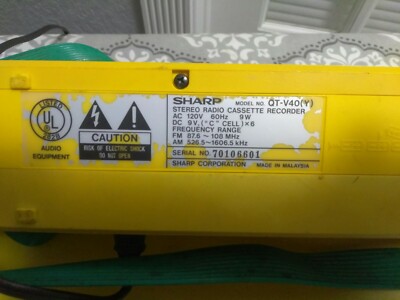 LISTED
UL
AUDIO
EQUIPMENT
CAUTION
RISK OF ELECTRIC SHOCK
DO NOT OPEN
SHARP MODEL NO. QT-V40(Y)
STEREO RADIO CASSETTE RECORDER
AC 120V 60Hz 9W
DC 9V, ("C" CELL)×6
FREQUENCY RANGE
FM 87.6 ~ 108 MHz
AM 526.5~1606.5 kHz
SERIAL NO. 70106601
SHARP CORPORATION MADE IN MALAYSIA